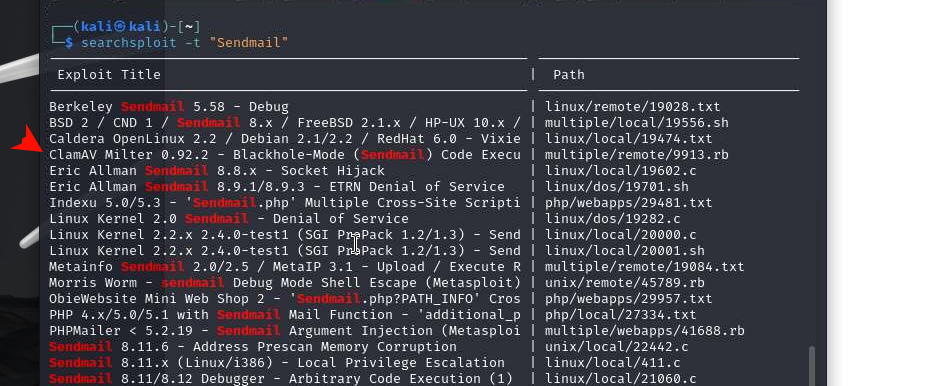 ┌──(kali㉿kali)-[~]
└─$ searchsploit -t "Sendmail"
Exploit Title | Path
Berkeley Sendmail 5.58 - Debug | linux/remote/19028.txt
BSD 2 / CND 1 / Sendmail 8.x / FreeBSD 2.1.x / HP-UX 10.x / | multiple/local/19556.sh
Caldera OpenLinux 2.2 / Debian 2.1/2.2 / RedHat 6.0 - Vixie | linux/local/19474.txt
ClamAV Milter 0.92.2 - Blackhole-Mode (Sendmail) Code Execu | multiple/remote/9913.rb
Eric Allman Sendmail 8.8.x - Socket Hijack | linux/local/19602.c
Eric Allman Sendmail 8.9.1/8.9.3 - ETRN Denial of Service | linux/dos/19701.sh
Indexu 5.0/5.3 - 'Sendmail.php' Multiple Cross-Site Scripti | php/webapps/29481.txt
Linux Kernel 2.0 Sendmail - Denial of Service | linux/dos/19282.c
Linux Kernel 2.2.x 2.4.0-test1 (SGI ProPack 1.2/1.3) - Send | linux/local/20000.c
Linux Kernel 2.2.x 2.4.0-test1 (SGI ProPack 1.2/1.3) - Send | linux/local/20001.sh
Metainfo Sendmail 2.0/2.5 / MetaIP 3.1 - Upload / Execute R | multiple/remote/19084.txt
Morris Worm - sendmail Debug Mode Shell Escape (Metasploit) | unix/remote/45789.rb
ObieWebsite Mini Web Shop 2 - 'Sendmail.php?PATH_INFO' Cros | php/webapps/29957.txt
PHP 4.x/5.0/5.1 with Sendmail Mail Function - 'additional_p | php/local/27334.txt
PHPMailer < 5.2.19 - Sendmail Argument Injection (Metasploi | multiple/webapps/41688.rb
Sendmail 8.11.6 - Address Prescan Memory Corruption | unix/local/22442.c
Sendmail 8.11.x (Linux/i386) - Local Privilege Escalation | linux/local/411.c
Sendmail 8.11/8.12 Debugger - Arbitrary Code Execution (1) | linux/local/21060.c